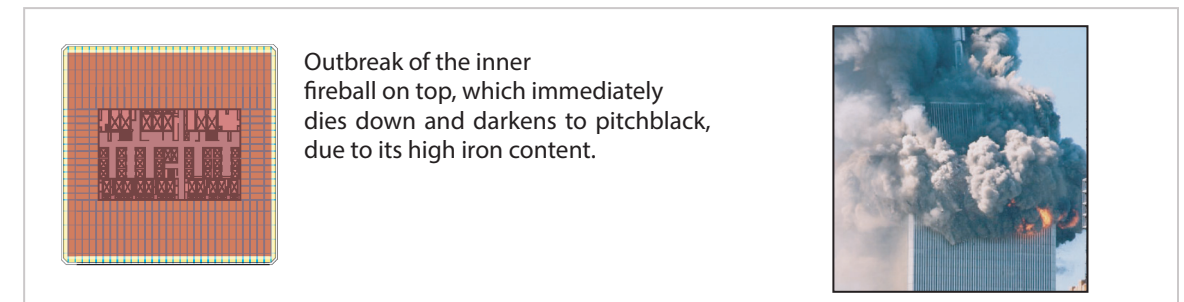 Outbreak of the inner
fireball on top, which immediately
dies down and darkens to pitchblack,
due to its high iron content.